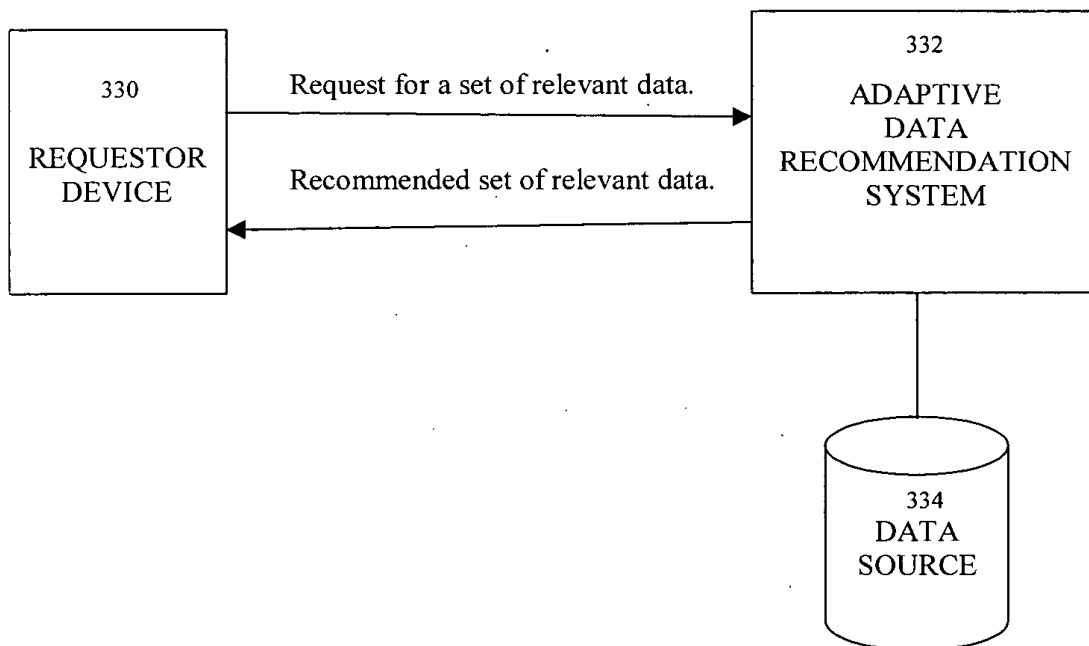 330
REQUESTOR
DEVICE
Request for a set of relevant data.
Recommended set of relevant data.
332
ADAPTIVE
DATA
RECOMMENDATION
SYSTEM
334
DATA
SOURCE